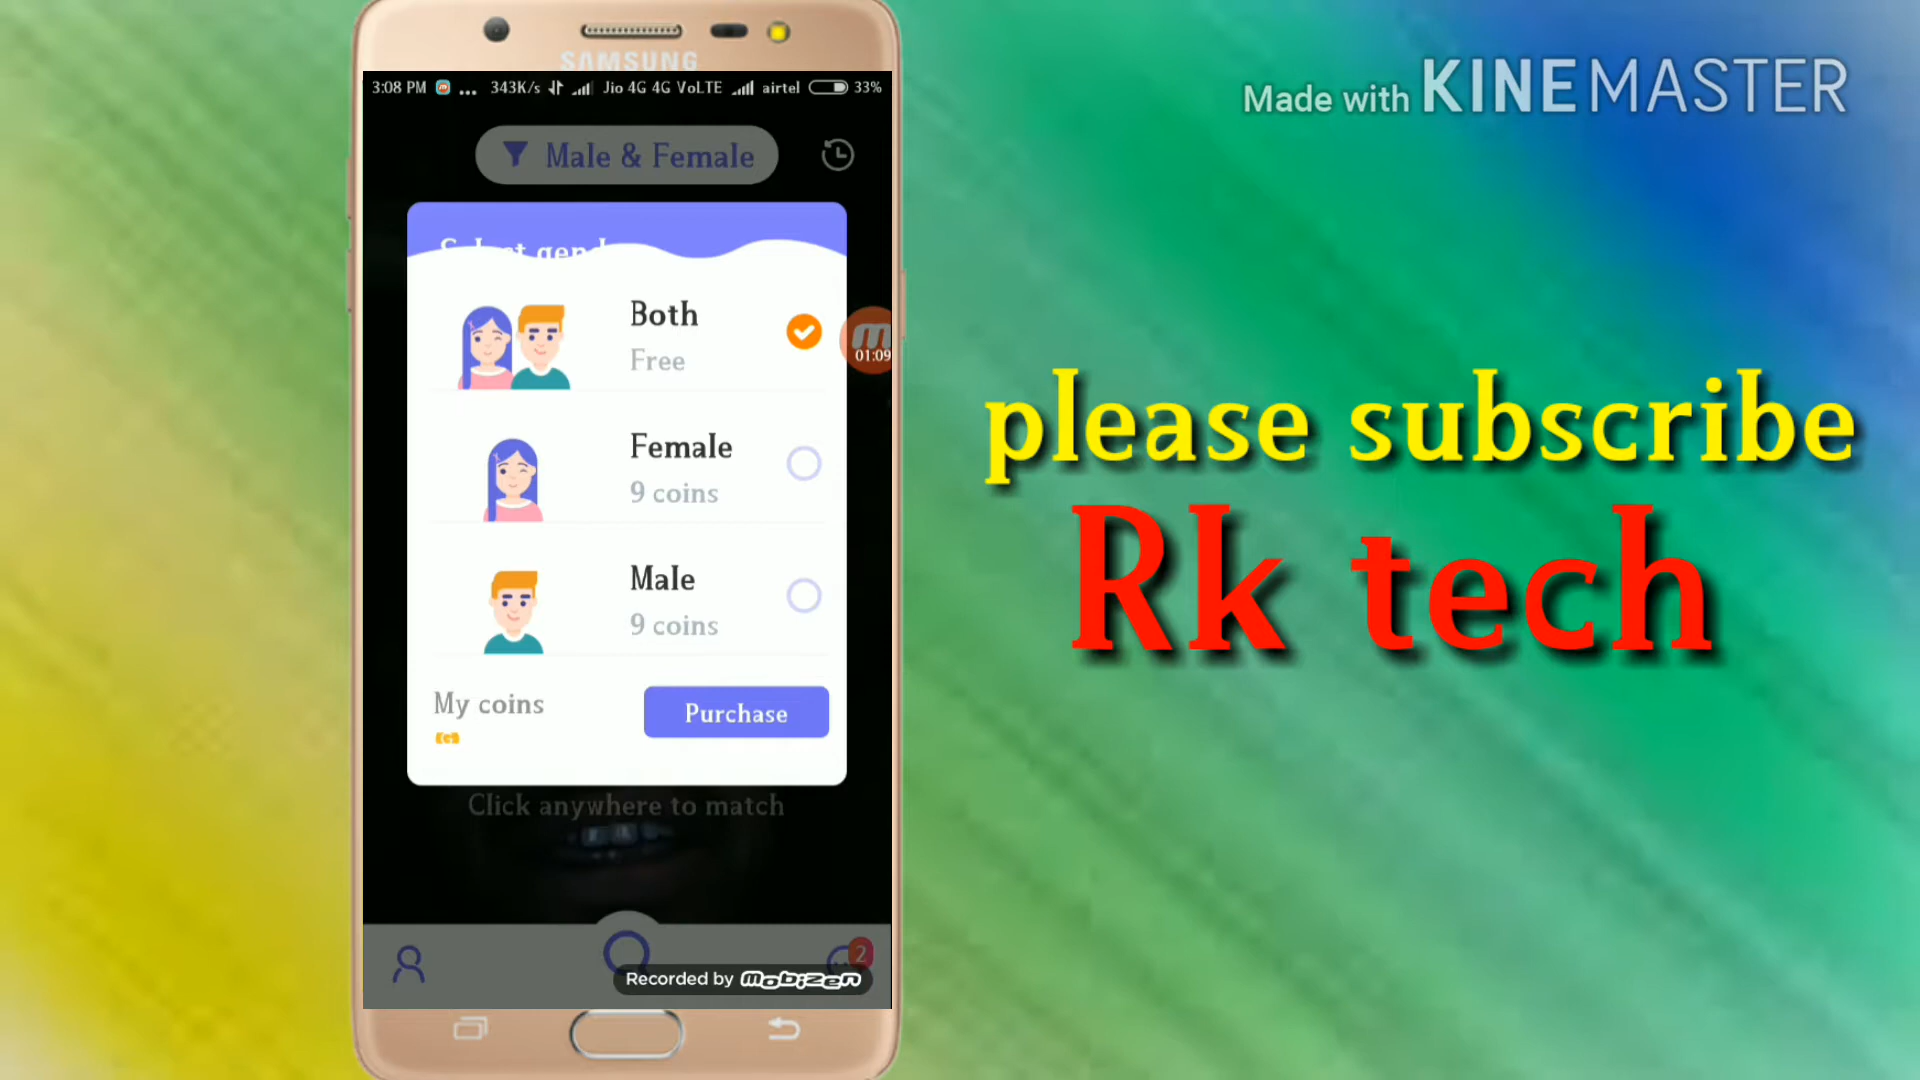 SAMSUNG
3:08 PM ... 343K/s Jio 4G 4G VoLTE airtel 33%
Male & Female
Select gend
Both
Free
01:09
Female
9 coins
Male
9 coins
My coins
Purchase
Click anywhere to match
2
Recorded by mobizen
Made with KINEMASTER
please subscribe
Rk tech